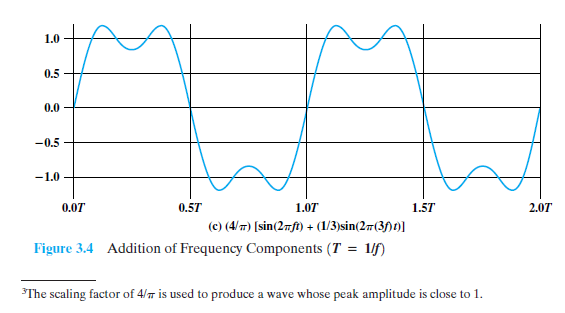 1.0
0.5
0.0
−0.5
−1.0
0.0T 0.5T 1.0T 1.5T 2.0T
(c) (4/π) [sin(2πft) + (1/3)sin(2π(3f)t)]
Figure 3.4 Addition of Frequency Components (T = 1/f)
³The scaling factor of 4/π is used to produce a wave whose peak amplitude is close to 1.